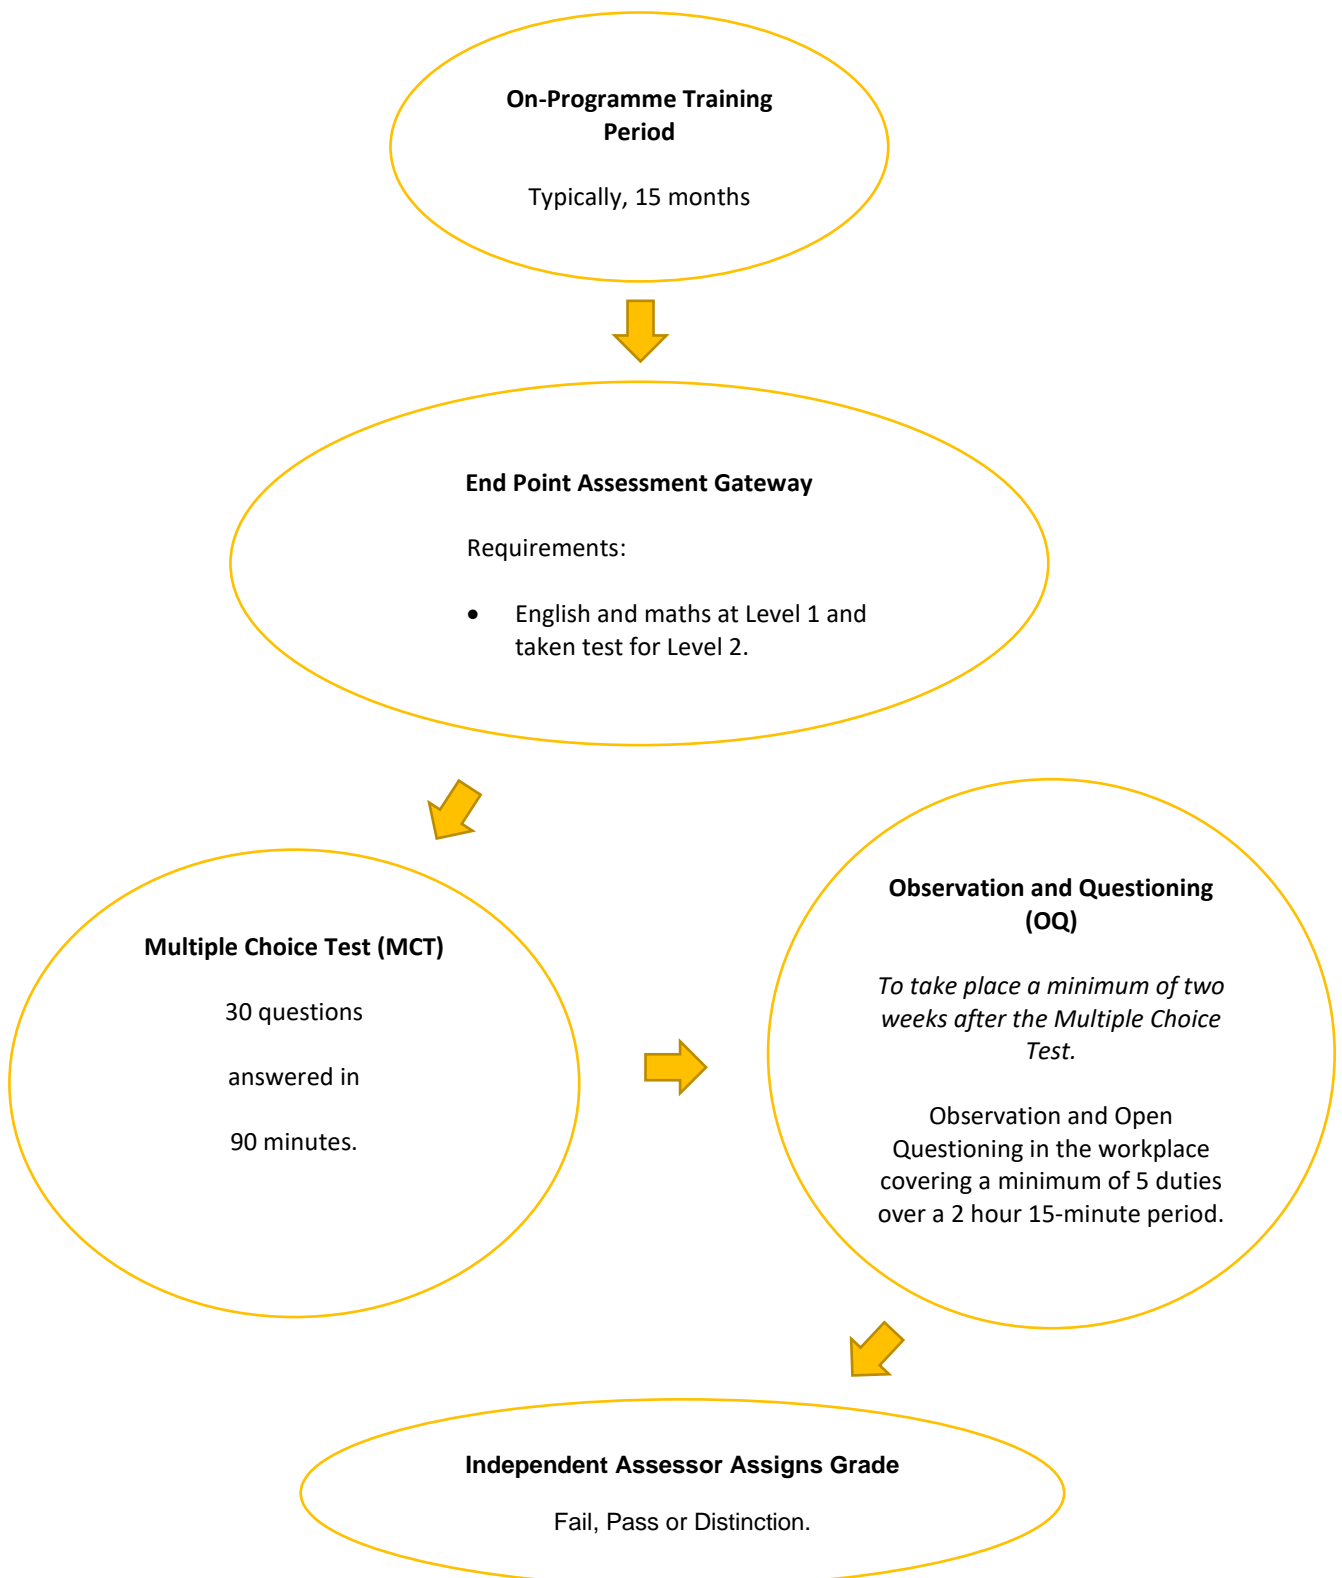 On-Programme Training
Period
Typically, 15 months
End Point Assessment Gateway
Requirements:
• English and maths at Level 1 and
taken test for Level 2.
Multiple Choice Test (MCT)
30 questions
answered in
90 minutes.
Observation and Questioning
(OQ)
To take place a minimum of two
weeks after the Multiple Choice
Test.
Observation and Open
Questioning in the workplace
covering a minimum of 5 duties
over a 2 hour 15-minute period.
Independent Assessor Assigns Grade
Fail, Pass or Distinction.